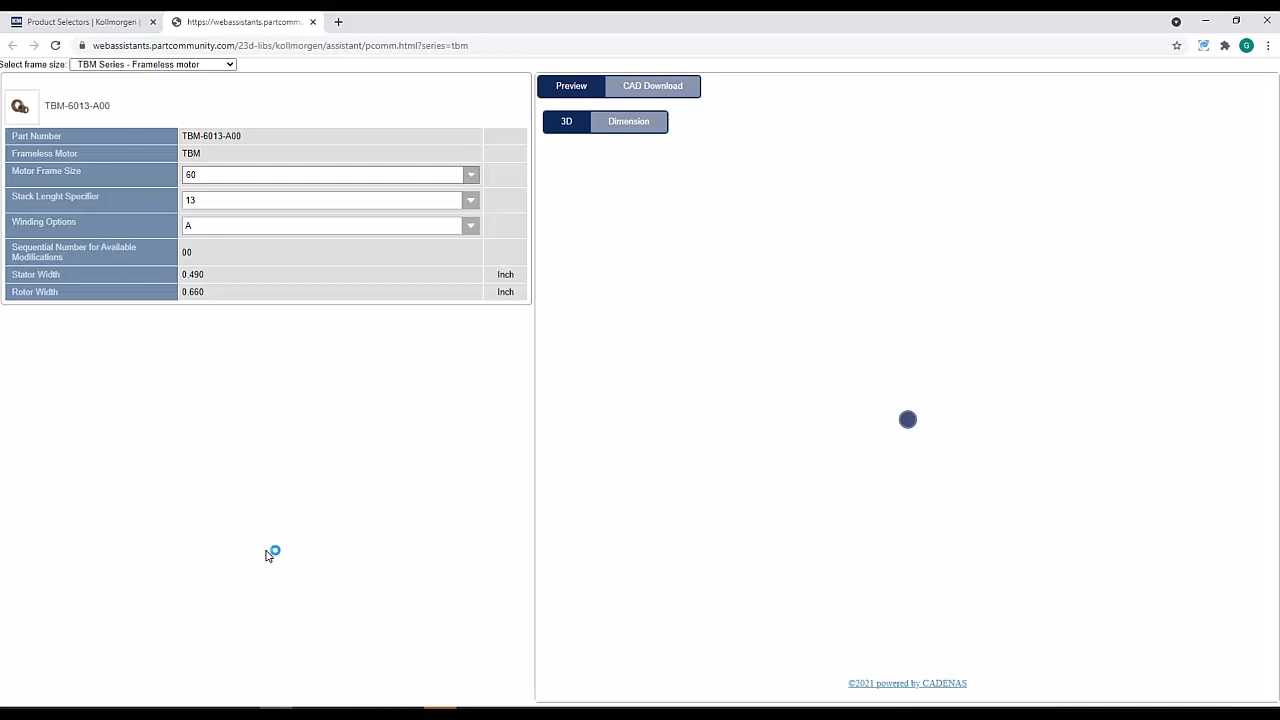 Product Selectors | Kollmorgen |
https://webassistants.partcommu
webassistants.partcommunity.com/23d-libs/kollmorgen/assistant/pcomm.html?series=tbm
G
Select frame size: TBM Series - Frameless motor
TBM-6013-A00
Part Number TBM-6013-A00
Frameless Motor TBM
Motor Frame Size 60
Stack Lenght Specifier 13
Winding Options A
Sequential Number for Available
Modifications 00
Stator Width 0.490 Inch
Rotor Width 0.660 Inch
Preview CAD Download
3D Dimension
©2021 powered by CADENAS